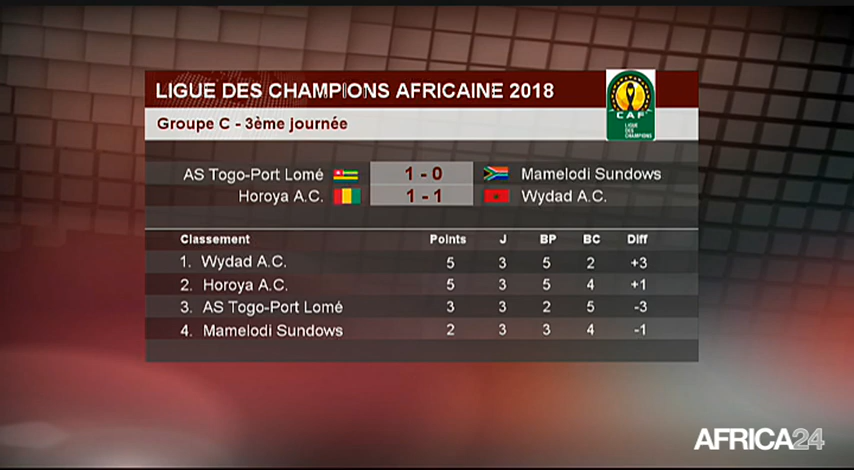 LIGUE DES CHAMPIONS AFRICAINE 2018
CAF
LIGUE
DES
CHAMPIONS
Groupe C - 3ème journée
AS Togo-Port Lomé 1 - 0 Mamelodi Sundows
Horoya A.C. 1 - 1 Wydad A.C.
Classement Points J BP BC Diff
1. Wydad A.C. 5 3 5 2 +3
2. Horoya A.C. 5 3 5 4 +1
3. AS Togo-Port Lomé 3 3 2 5 -3
4. Mamelodi Sundows 2 3 3 4 -1
AFRICA24